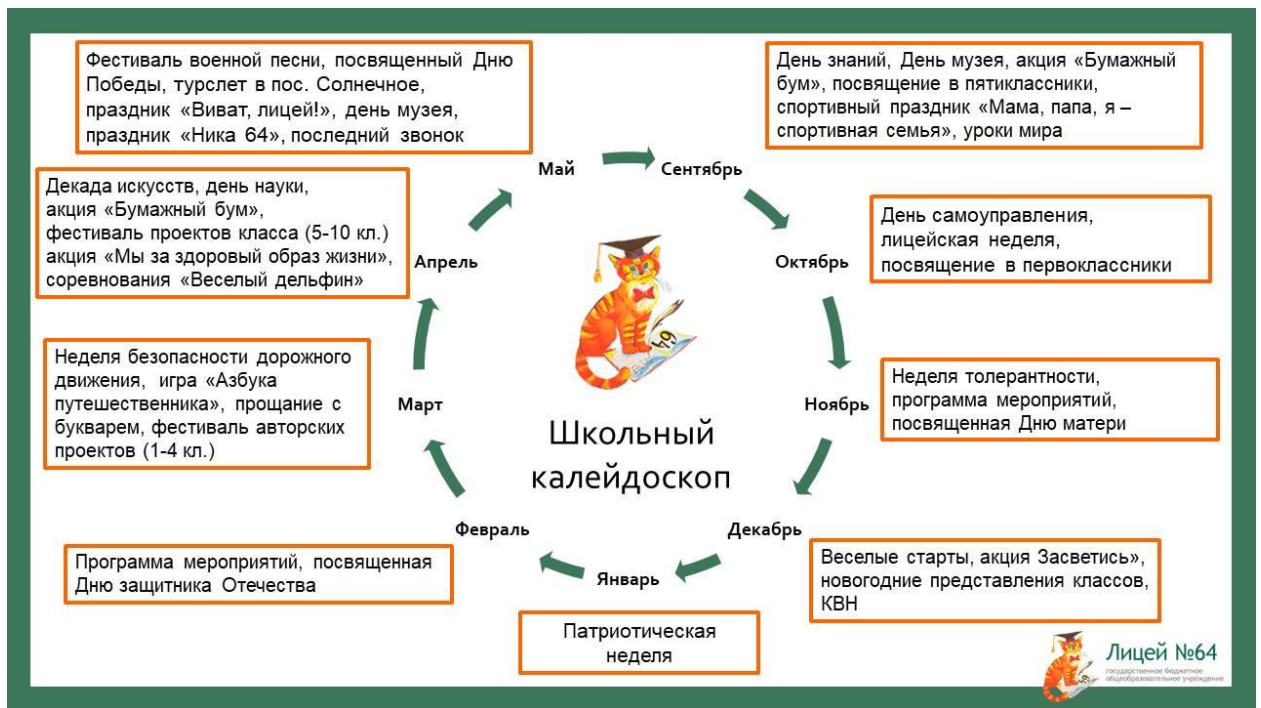 Фестиваль военной песни, посвященный Дню
Победы, турслет в пос. Солнечное,
праздник «Виват, лицей!», день музея,
праздник «Ника 64», последний звонок
День знаний, День музея, акция «Бумажный
бум», посвящение в пятиклассники,
спортивный праздник «Мама, папа, я –
спортивная семья», уроки мира
Май
Сентябрь
Декада искусств, день науки,
акция «Бумажный бум»,
фестиваль проектов класса (5-10 кл.)
акция «Мы за здоровый образ жизни»,
соревнования «Веселый дельфин»
Апрель
Октябрь
День самоуправления,
лицейская неделя,
посвящение в первоклассники
64
Неделя безопасности дорожного
движения, игра «Азбука
путешественника», прощание с
букварем, фестиваль авторских
проектов (1-4 кл.)
Март
Ноябрь
Неделя толерантности,
программа мероприятий,
посвященная Дню матери
Школьный
калейдоскоп
Февраль
Декабрь
Программа мероприятий, посвященная
Дню защитника Отечества
Январь
Веселые старты, акция Засветись»,
новогодние представления классов,
КВН
Патриотическая
неделя
Лицей №64
государственное бюджетное
общеобразовательное учреждение